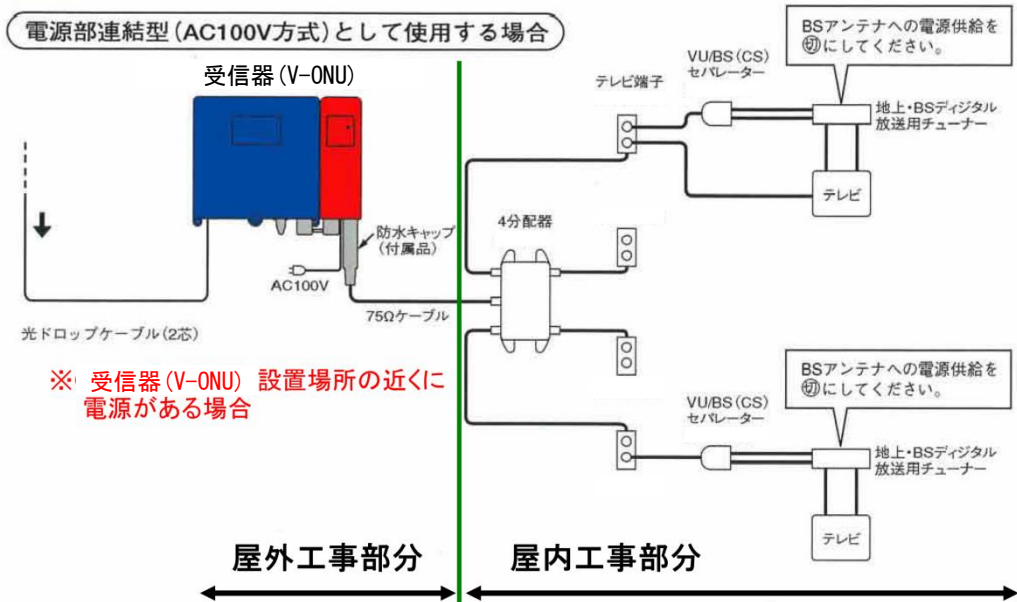 電源部連結型(AC100V方式)として使用する場合
受信器(V-ONU)
防水キャップ
(付属品)
AC100V
75Ωケーブル
光ドロップケーブル(2芯)
※ 受信器(V-ONU) 設置場所の近くに
電源がある場合
4分配器
テレビ端子
VU/BS(CS)
セパレーター
BSアンテナへの電源供給を
㊀切にしてください。
地上・BSディジタル
放送用チューナー
テレビ
VU/BS(CS)
セパレーター
BSアンテナへの電源供給を
切にしてください。
地上・BSディジタル
放送用チューナー
テレビ
屋外工事部分
屋内工事部分